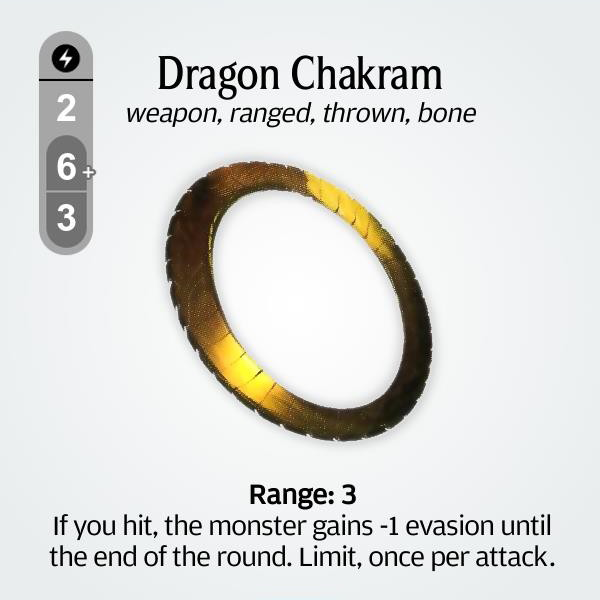 Dragon Chakram
weapon, ranged, thrown, bone
2
6+
3
Range: 3
If you hit, the monster gains -1 evasion until
the end of the round. Limit, once per attack.